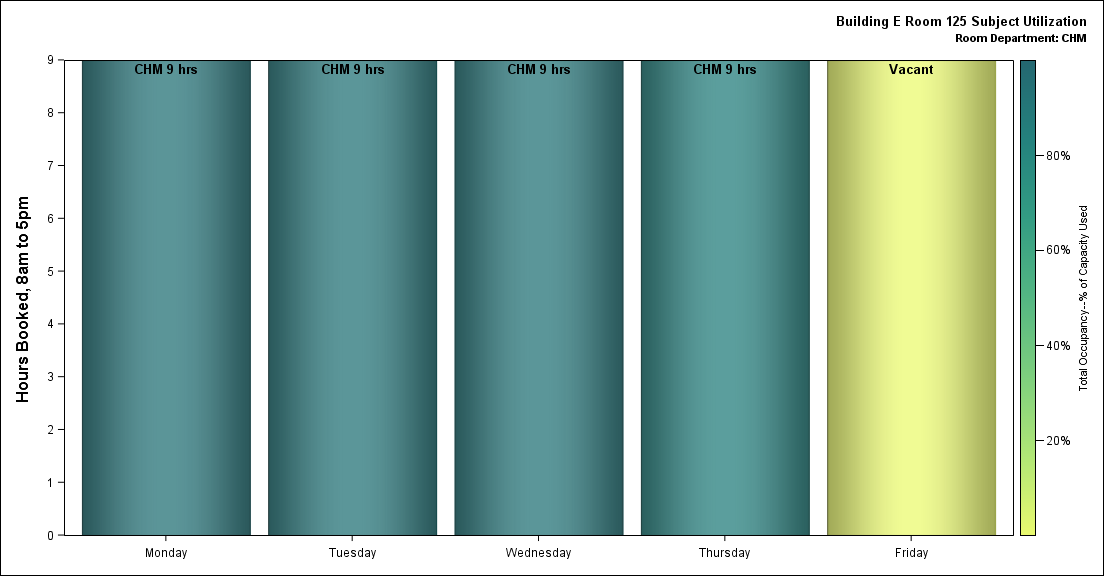 Building E Room 125 Subject Utilization
Room Department: CHM
Hours Booked, 8am to 5pm
9
8
7
6
5
4
3
2
1
0
CHM 9 hrs
CHM 9 hrs
CHM 9 hrs
CHM 9 hrs
Vacant
Monday
Tuesday
Wednesday
Thursday
Friday
80%
60%
40%
20%
Total Occupancy--% of Capacity Used